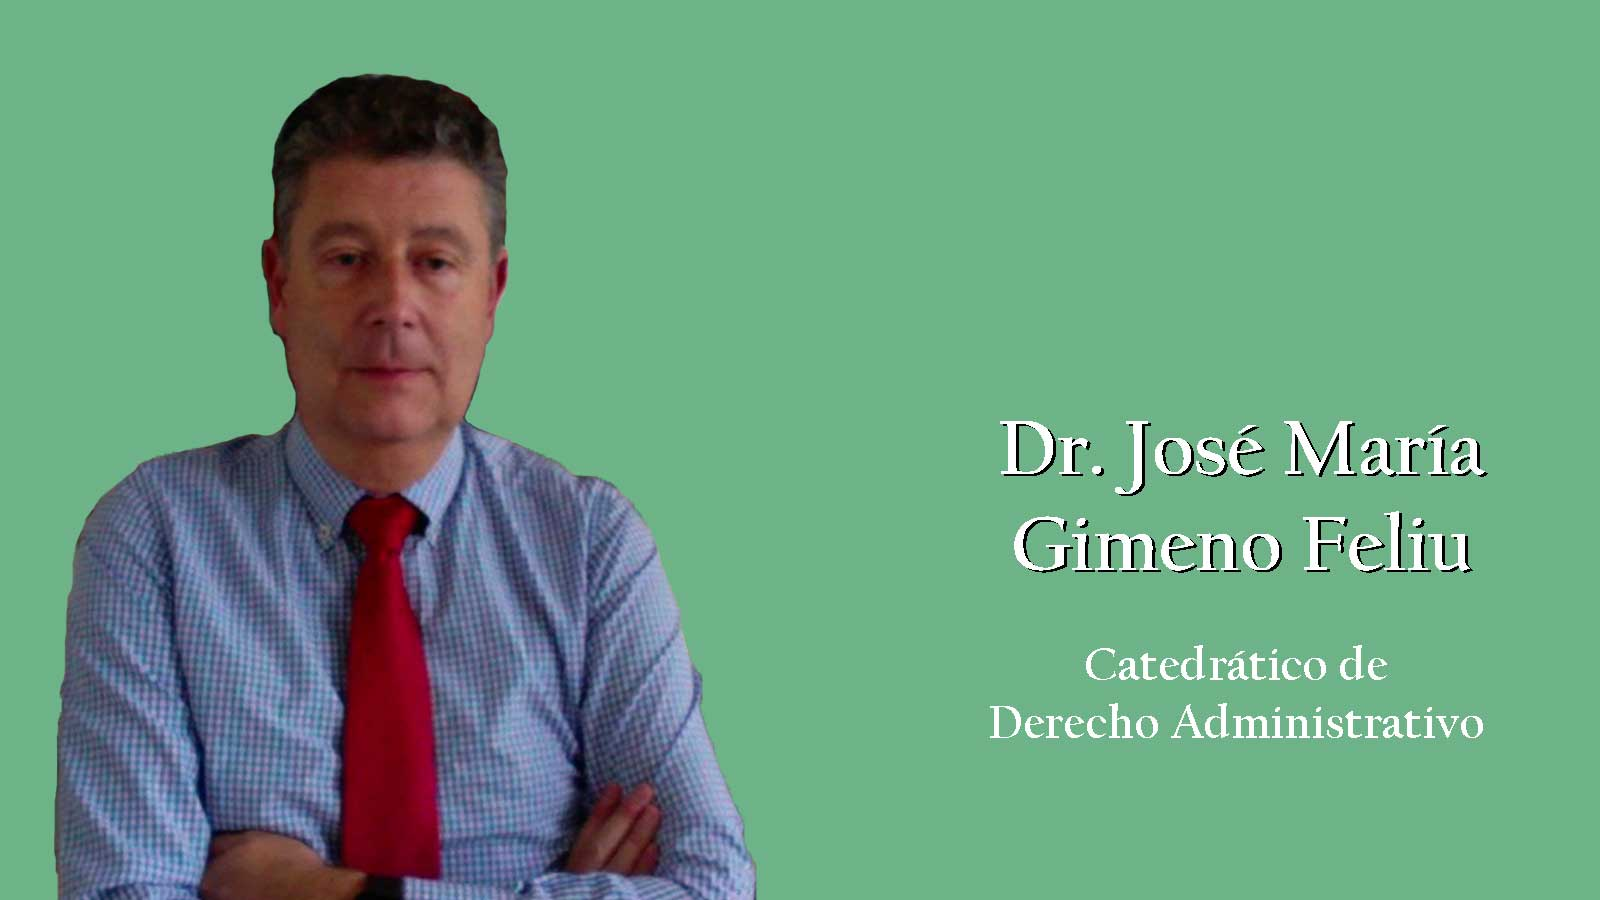 Dr. José María
Gimeno Feliu
Catedrático de
Derecho Administrativo